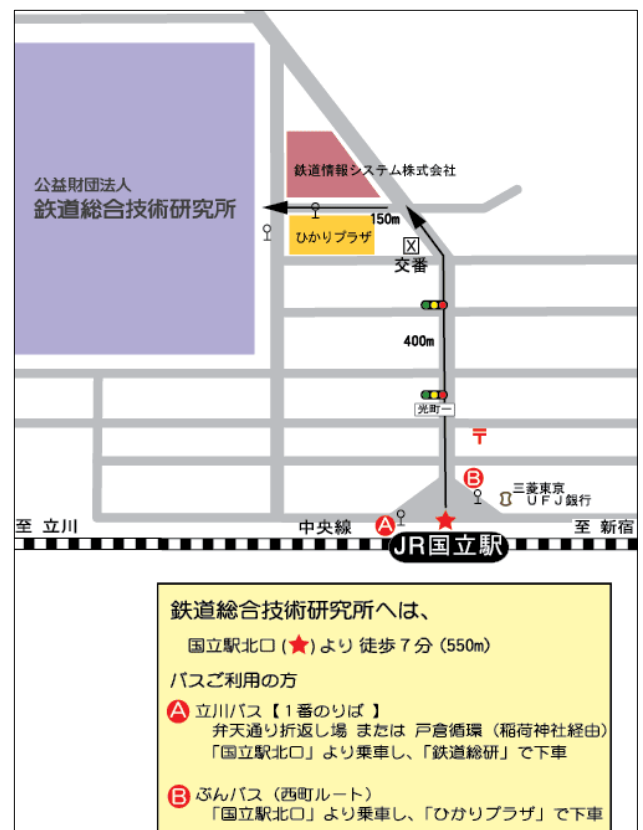 鉄道情報システム株式会社
公益財団法人
鉄道総合技術研究所
150m
ひかりプラザ
X
交番
400m
光町一
〒
B
三菱東京
UFJ銀行
至 立川
中央線
A
至 新宿
JR国立駅
鉄道総合技術研究所へは、
国立駅北口(★)より 徒歩7分(550m)
バスご利用の方
A 立川バス【1番のりば 】
弁天通り折返し場 または 戸倉循環(稲荷神社経由)
「国立駅北口」より乗車し、「鉄道総研」で下車
B ぶんバス(西町ルート)
「国立駅北口」より乗車し、「ひかりプラザ」で下車